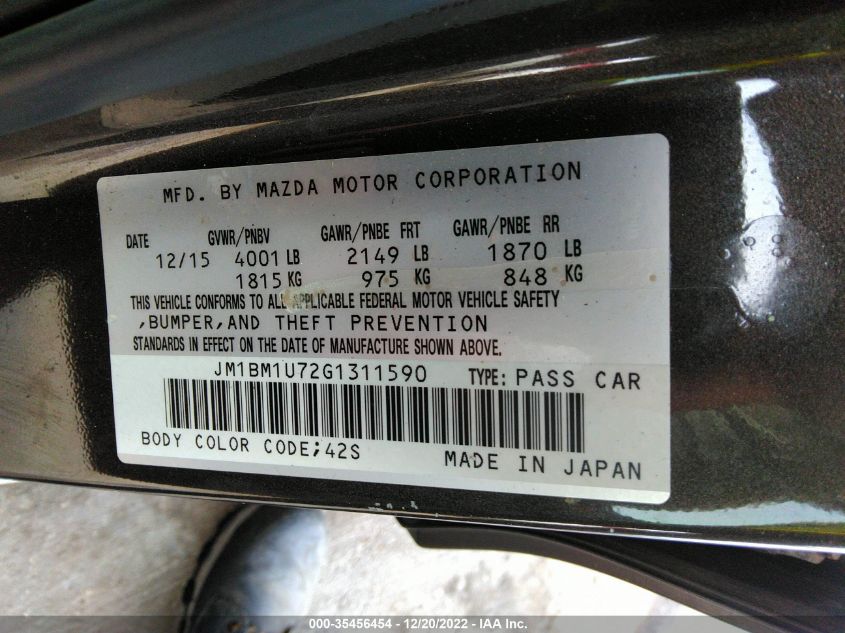 MFD. BY MAZDA MOTOR CORPORATION
DATE GVWR/PNBV GAWR/PNBE FRT GAWR/PNBE RR
12/15 4001 LB 2149 LB 1870 LB
1815 KG 975 KG 848 KG
THIS VEHICLE CONFORMS TO ALL APPLICABLE FEDERAL MOTOR VEHICLE SAFETY
,BUMPER,AND THEFT PREVENTION
STANDARDS IN EFFECT ON THE DATE OF MANUFACTURE SHOWN ABOVE.
JM1BM1U72G1311590 TYPE: PASS CAR
BODY COLOR CODE;42S
MADE IN JAPAN
000-35456454 - 12/20/2022 - IAA Inc.